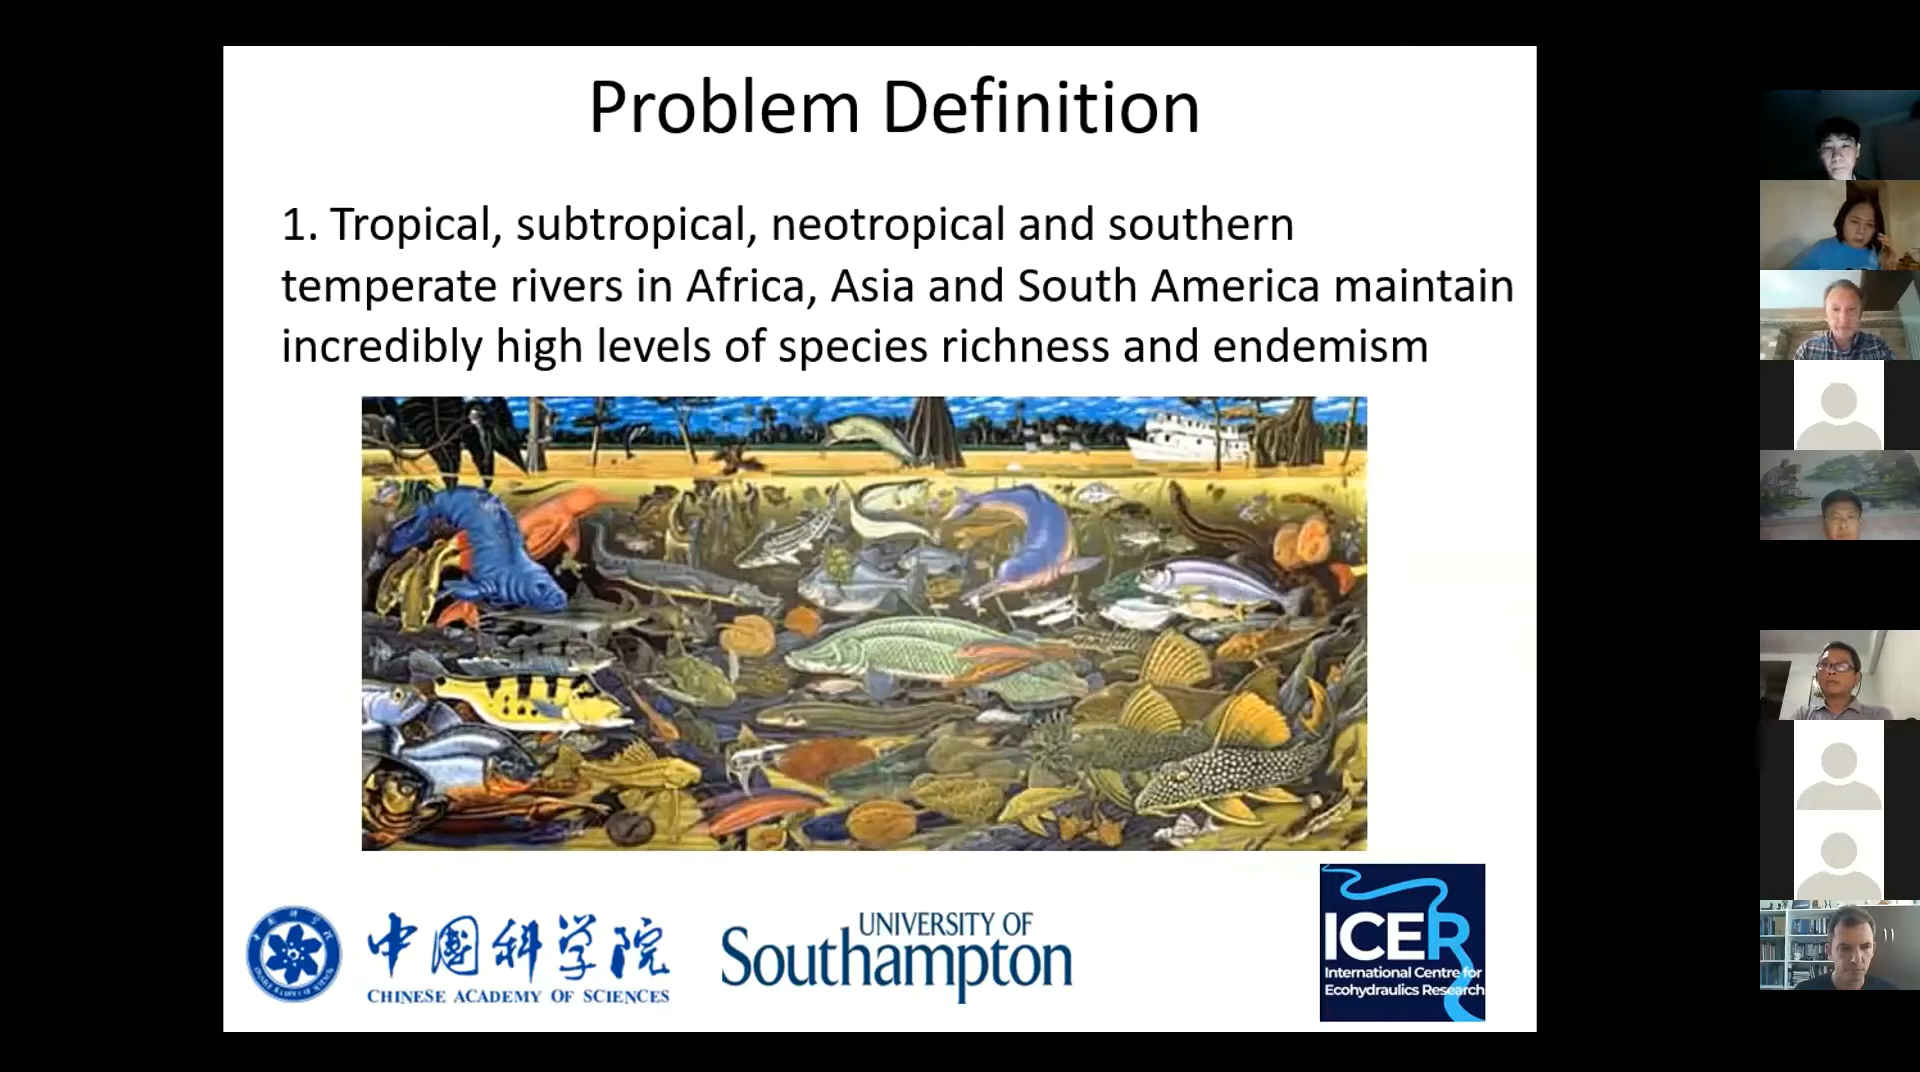 Problem Definition
1. Tropical, subtropical, neotropical and southern
temperate rivers in Africa, Asia and South America maintain
incredibly high levels of species richness and endemism
中国科学院
CHINESE ACADEMY OF SCIENCES
UNIVERSITY OF
Southampton
ICER
International Centre for
Ecohydraulics Research